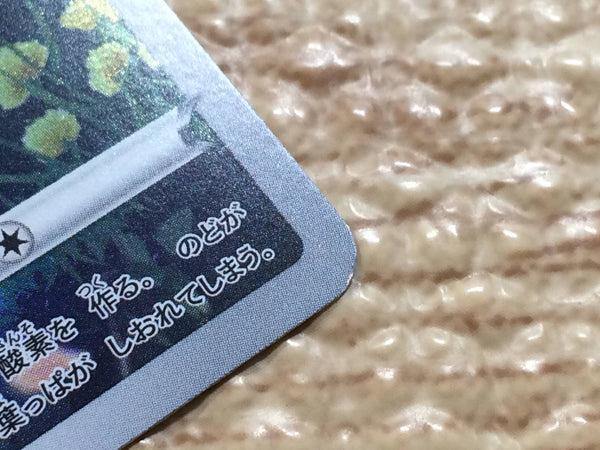 酸素を 作る。 のどが
葉っぱが しおれてしまう。